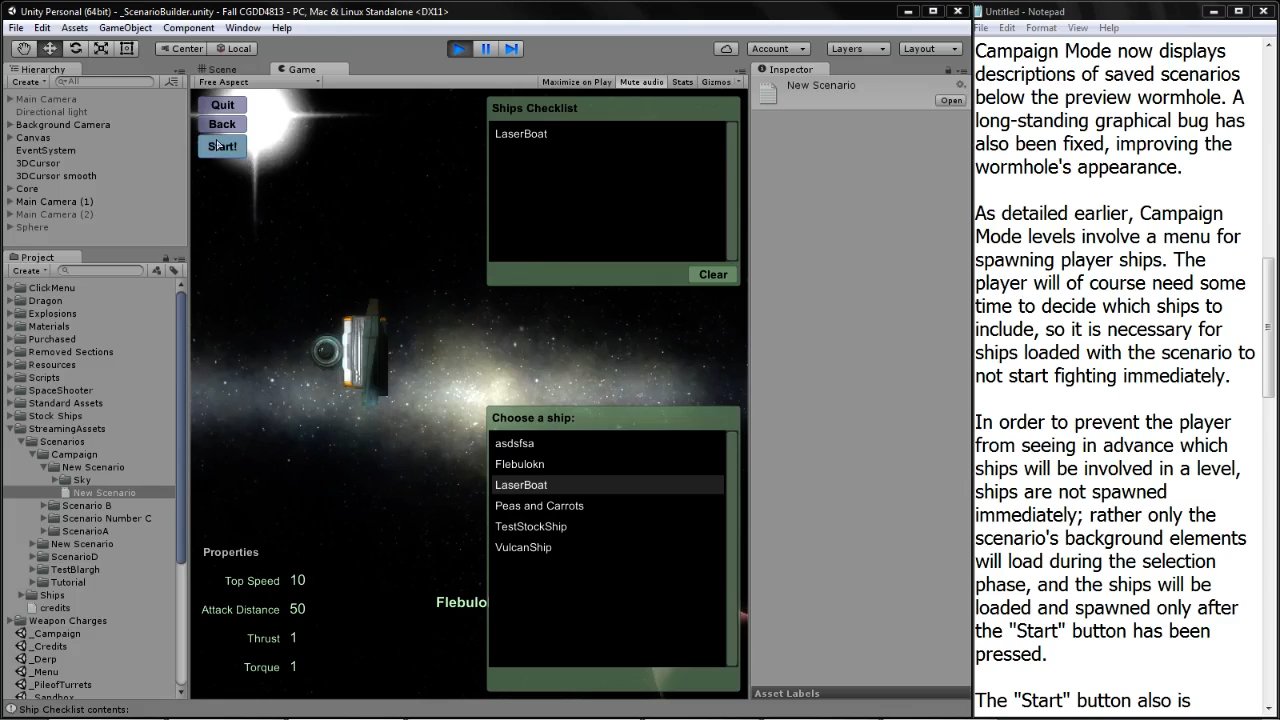 Unity Personal (64bit) - _ScenarioBuilder.unity - Fall CGDD4813 - PC, Mac & Linux Standalone <DX11>
File Edit Assets GameObject Component Window Help
Center Local
Account Layers Layout
Hierarchy
Create All
Main Camera
Directional light
Background Camera
Canvas
EventSystem
3DCursor
3DCursor smooth
Core
Main Camera (1)
Main Camera (2)
Sphere
Project
Create
ClickMenu
Dragon
Explosions
Materials
Purchased
Removed Sections
Resources
Scripts
SpaceShooter
Standard Assets
Stock Ships
StreamingAssets
Scenarios
Campaign
New Scenario
Sky
New Scenario
Scenario B
Scenario Number C
ScenarioA
New Scenario
ScenarioD
TestBlargh
Tutorial
Ships
credits
Weapon Charges
_Campaign
_Credits
_Derp
_Menu
_PileofTurrets
_Sandbox
Ship Checklist contents:
Scene Game
Free Aspect Maximize on Play Mute audio Stats Gizmos
Quit
Back
Start!
Ships Checklist
LaserBoat
Clear
Choose a ship:
asdsfsa
Flebulokn
LaserBoat
Peas and Carrots
TestStockShip
VulcanShip
Properties
Top Speed 10
Attack Distance 50
Thrust 1
Torque 1
Flebulo
Inspector
New Scenario
Open
Asset Labels
Untitled - Notepad
File Edit Format View Help
Campaign Mode now displays
descriptions of saved scenarios
below the preview wormhole. A
long-standing graphical bug has
also been fixed, improving the
wormhole's appearance.
As detailed earlier, Campaign
Mode levels involve a menu for
spawning player ships. The
player will of course need some
time to decide which ships to
include, so it is necessary for
ships loaded with the scenario to
not start fighting immediately.
In order to prevent the player
from seeing in advance which
ships will be involved in a level,
ships are not spawned
immediately; rather only the
scenario's background elements
will load during the selection
phase, and the ships will be
loaded and spawned only after
the "Start" button has been
pressed.
The "Start" button also is